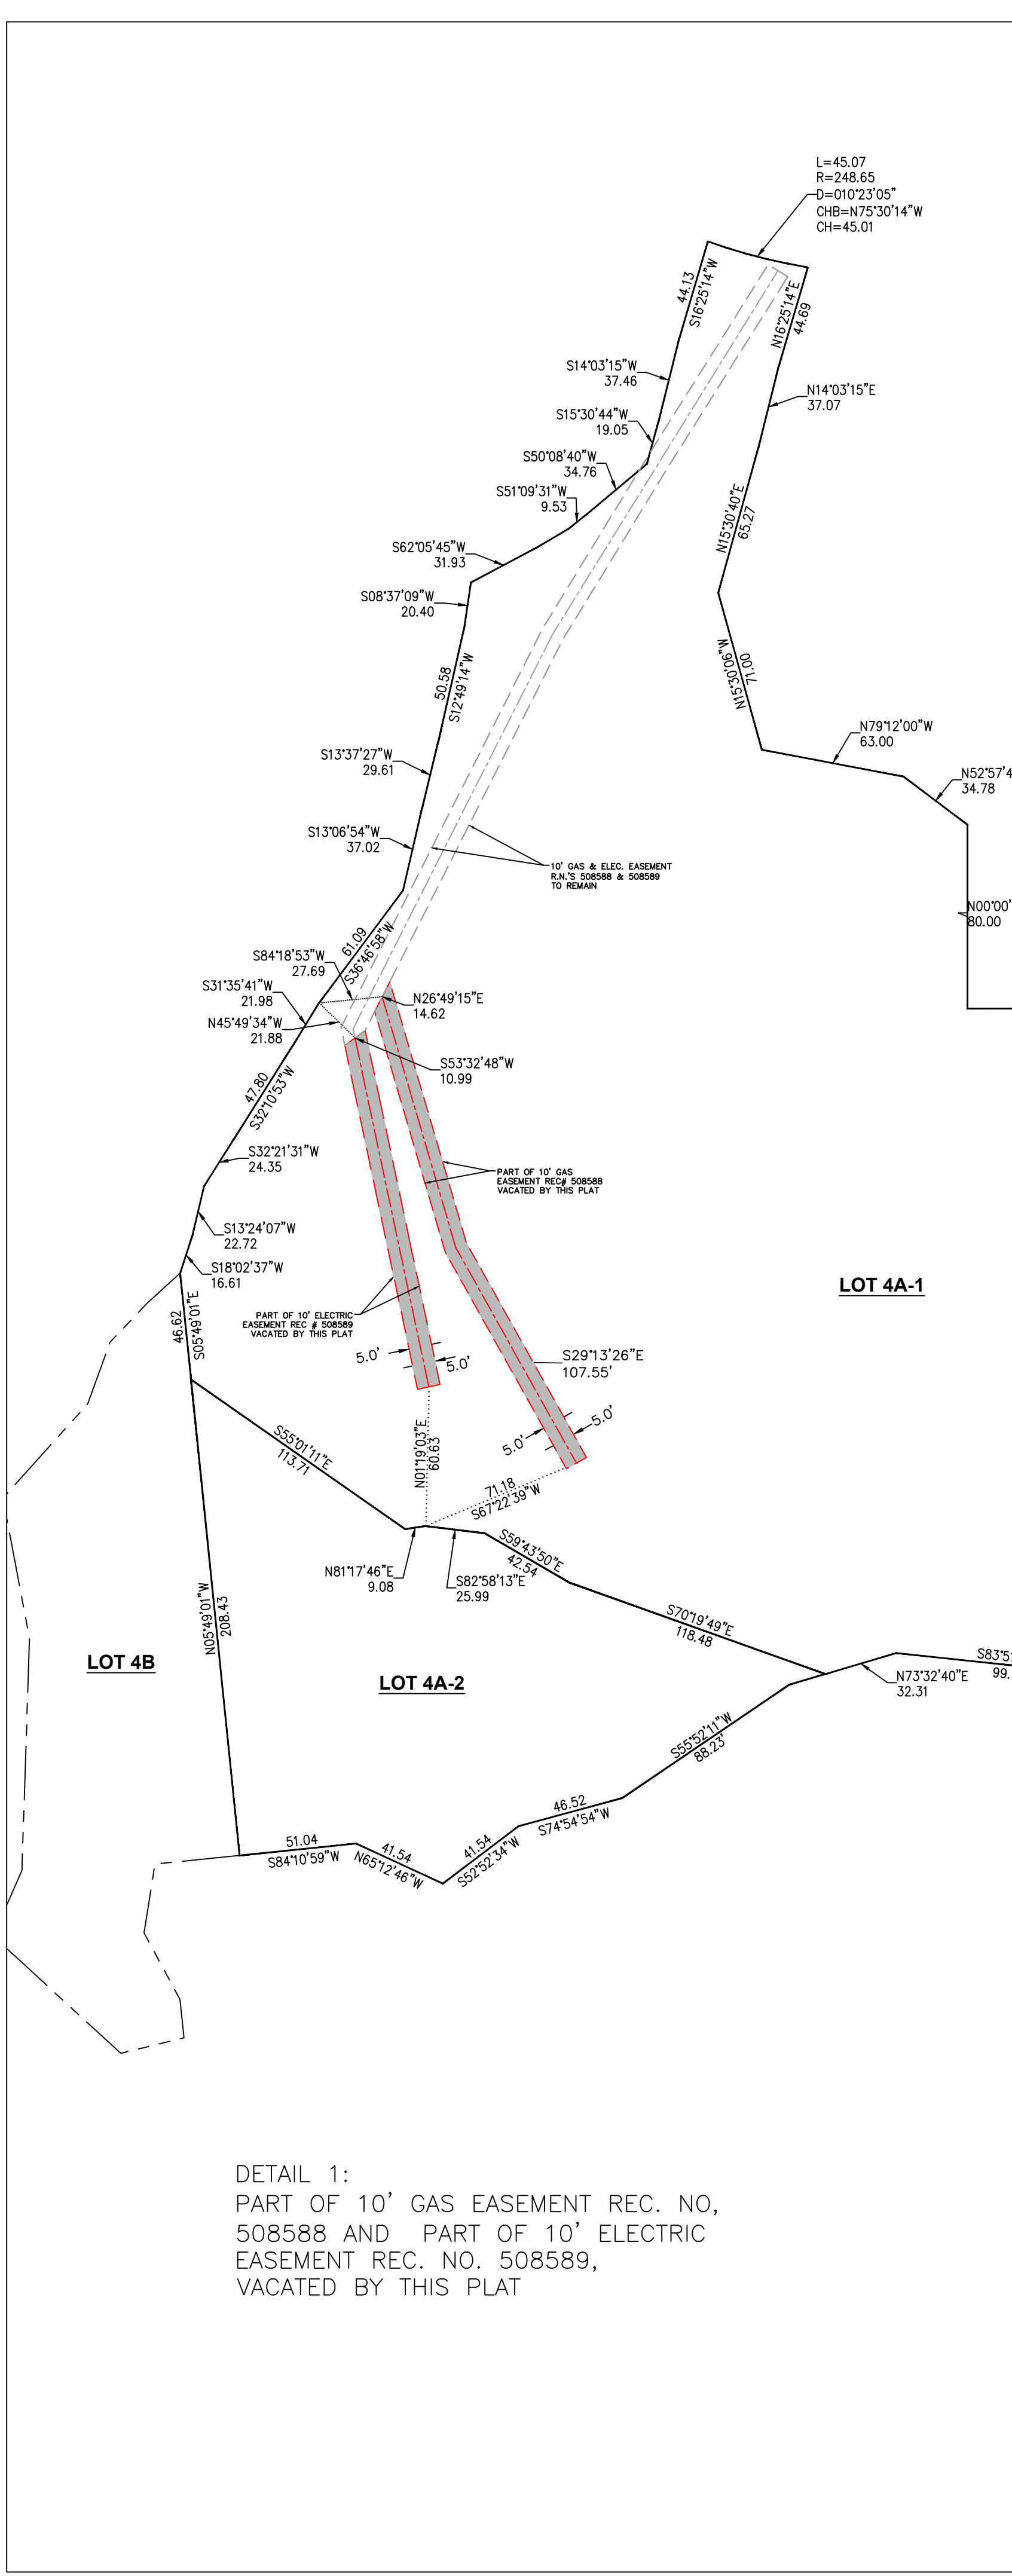 L=45.07
R=248.65
D=010°23'05"
CHB=N75°30'14"W
CH=45.01
44.13
S16°25'14"W
N16°25'14"E
44.69
S14°03'15"W
37.46
N14°03'15"E
37.07
S15°30'44"W
19.05
S50°08'40"W
34.76
S51°09'31"W
9.53
N15°30'40"E
65.27
S62°05'45"W
31.93
S08°37'09"W
20.40
50.58
S12°49'14"W
N15°30'06"W
71.00
N79°12'00"W
63.00
S13°37'27"W
29.61
N52°57'4
34.78
S13°06'54"W
37.02
10' GAS & ELEC. EASEMENT
R.N.'S 508588 & 508589
TO REMAIN
N00°00'
80.00
61.09
S36°46'58"W
S84°18'53"W
27.69
S31°35'41"W
21.98
N26°49'15"E
14.62
N45°49'34"W
21.88
S53°32'48"W
10.99
47.80
S32°10'53"W
S32°21'31"W
24.35
PART OF 10' GAS
EASEMENT REC# 508588
VACATED BY THIS PLAT
S13°24'07"W
22.72
S18°02'37"W
16.61
LOT 4A-1
46.62
S05°49'01"E
PART OF 10' ELECTRIC
EASEMENT REC # 508589
VACATED BY THIS PLAT
5.0'
5.0'
S29°13'26"E
107.55'
5.0'
5.0'
S55°01'11"E
113.71
N01°19'03"E
60.63
71.18
S67°22'39"W
N81°17'46"E
9.08
S82°58'13"E
25.99
S59°43'50"E
42.54
N05°49'01"W
208.43
S70°19'49"E
118.48
LOT 4B
LOT 4A-2
S83°5
99.
N73°32'40"E
32.31
S55°52'11"W
88.23'
46.52
S74°54'54"W
51.04
S84°10'59"W
41.54
N65°12'46"W
41.54
S52°52'34"W
DETAIL 1:
PART OF 10' GAS EASEMENT REC. NO,
508588 AND PART OF 10' ELECTRIC
EASEMENT REC. NO. 508589,
VACATED BY THIS PLAT